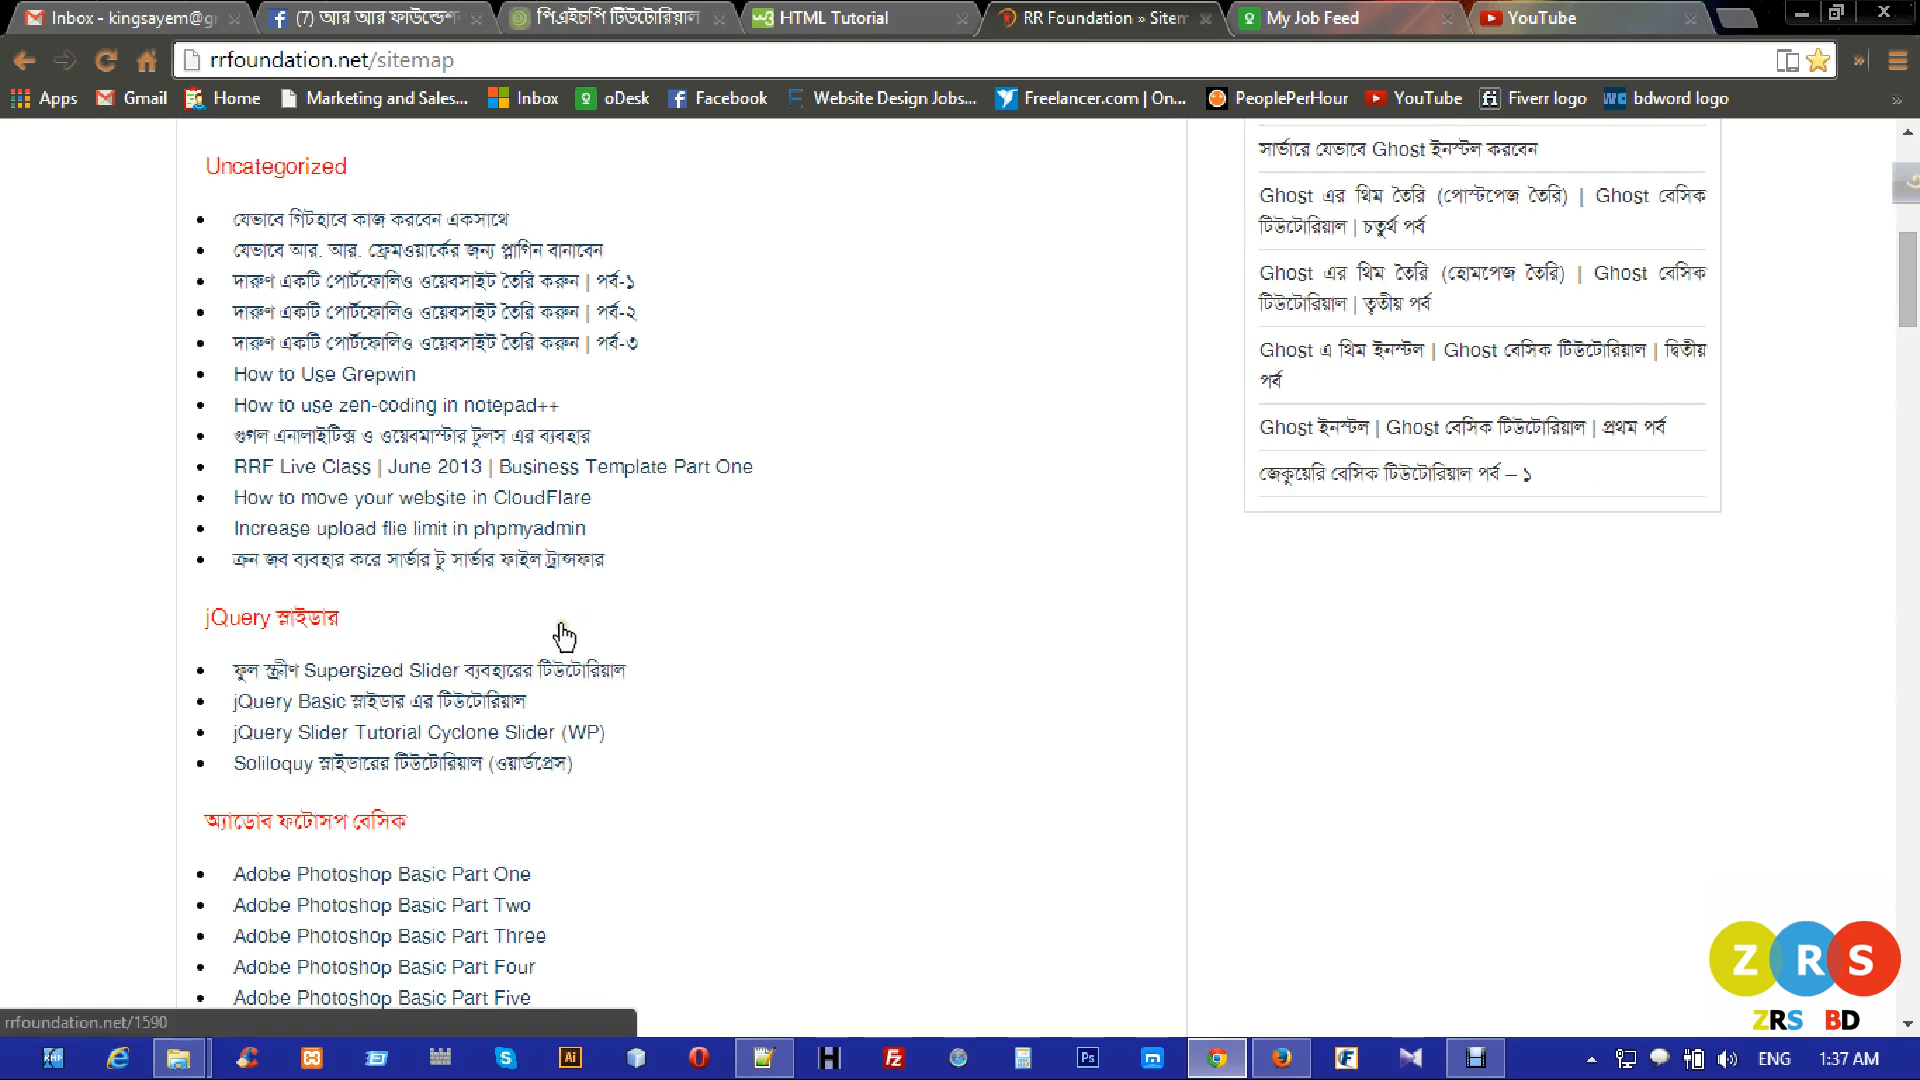 Inbox - kingsayem@g
(7) আর আর ফাউন্ডেশ
পিএইচপি টিউটোরিয়াল
HTML Tutorial
RR Foundation » Sitem
My Job Feed
YouTube
rrfoundation.net/sitemap
Apps
Gmail
Home
Marketing and Sales...
Inbox
oDesk
Facebook
Website Design Jobs...
Freelancer.com | On...
PeoplePerHour
YouTube
Fiverr logo
bdword logo
Uncategorized
যেভাবে গিটহাবে কাজ করবেন একসাথে
যেভাবে আর. আর. ফ্রেমওয়ার্কের জন্য প্লাগিন বানাবেন
দারুণ একটি পোর্টফোলিও ওয়েবসাইট তৈরি করুন | পর্ব-১
দারুণ একটি পোর্টফোলিও ওয়েবসাইট তৈরি করুন | পর্ব-২
দারুণ একটি পোর্টফোলিও ওয়েবসাইট তৈরি করুন | পর্ব-৩
How to Use Grepwin
How to use zen-coding in notepad++
গুগল এনালাইটিক্স ও ওয়েবমাস্টার টুলস এর ব্যবহার
RRF Live Class | June 2013 | Business Template Part One
How to move your website in CloudFlare
Increase upload flie limit in phpmyadmin
ক্রন জব ব্যবহার করে সার্ভার টু সার্ভার ফাইল ট্রান্সফার
jQuery স্লাইডার
ফুল স্ক্রীণ Supersized Slider ব্যবহারের টিউটোরিয়াল
jQuery Basic স্লাইডার এর টিউটোরিয়াল
jQuery Slider Tutorial Cyclone Slider (WP)
Soliloquy স্লাইডারের টিউটোরিয়াল (ওয়ার্ডপ্রেস)
অ্যাডোব ফটোসপ বেসিক
Adobe Photoshop Basic Part One
Adobe Photoshop Basic Part Two
Adobe Photoshop Basic Part Three
Adobe Photoshop Basic Part Four
Adobe Photoshop Basic Part Five
সার্ভারে যেভাবে Ghost ইনস্টল করবেন
Ghost এর থিম তৈরি (পোস্টপেজ তৈরি) | Ghost বেসিক
টিউটোরিয়াল | চতুর্থ পর্ব
Ghost এর থিম তৈরি (হোমপেজ তৈরি) | Ghost বেসিক
টিউটোরিয়াল | তৃতীয় পর্ব
Ghost এ থিম ইনস্টল | Ghost বেসিক টিউটোরিয়াল | দ্বিতীয়
পর্ব
Ghost ইনস্টল | Ghost বেসিক টিউটোরিয়াল | প্রথম পর্ব
জেকুয়েরি বেসিক টিউটোরিয়াল পর্ব – ১
Z R S
ZRS BD
rrfoundation.net/1590
ENG
1:37 AM